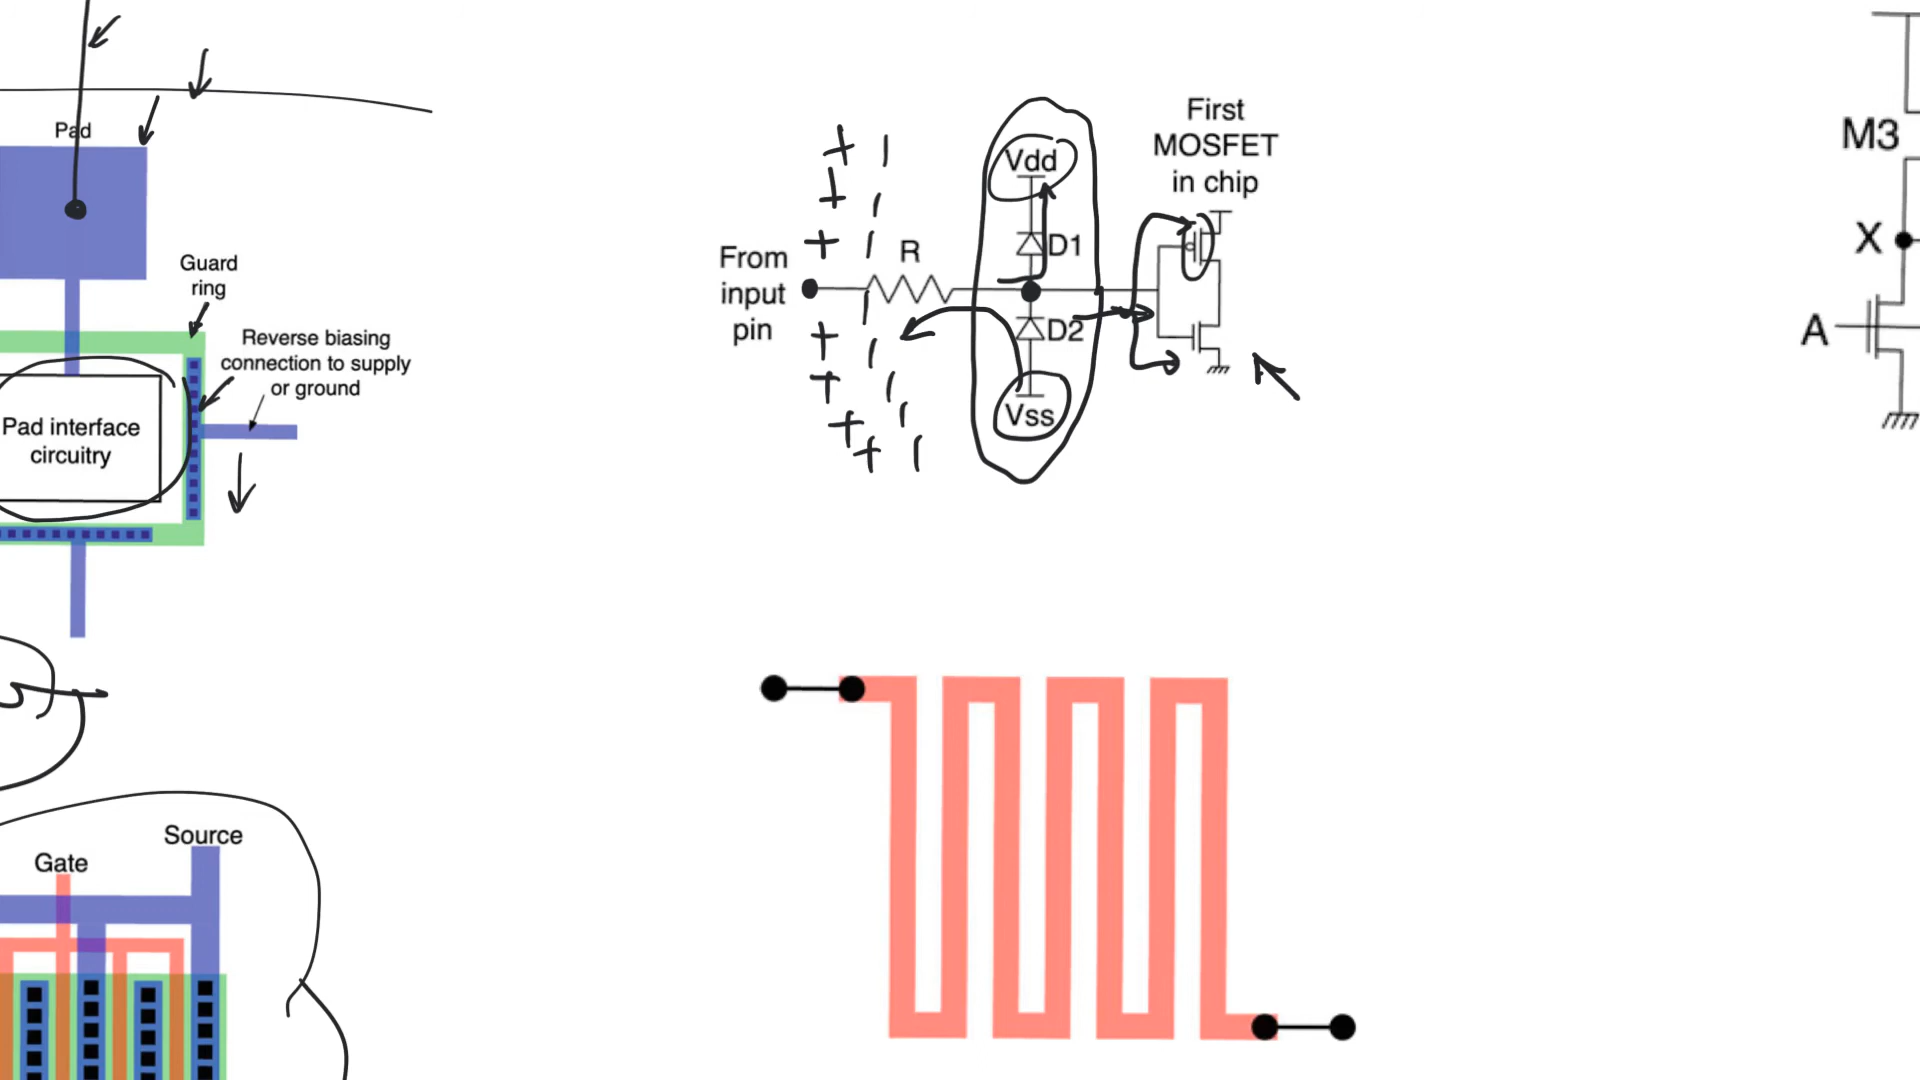 Pad
Guard
ring
Reverse biasing
connection to supply
or ground
Pad interface
circuitry
Source
Gate
+ |
+ |
+ |
+ |
+ |
+ |
+ |
From
input
pin
R
Vdd
D1
D2
Vss
First
MOSFET
in chip
M3
X
A